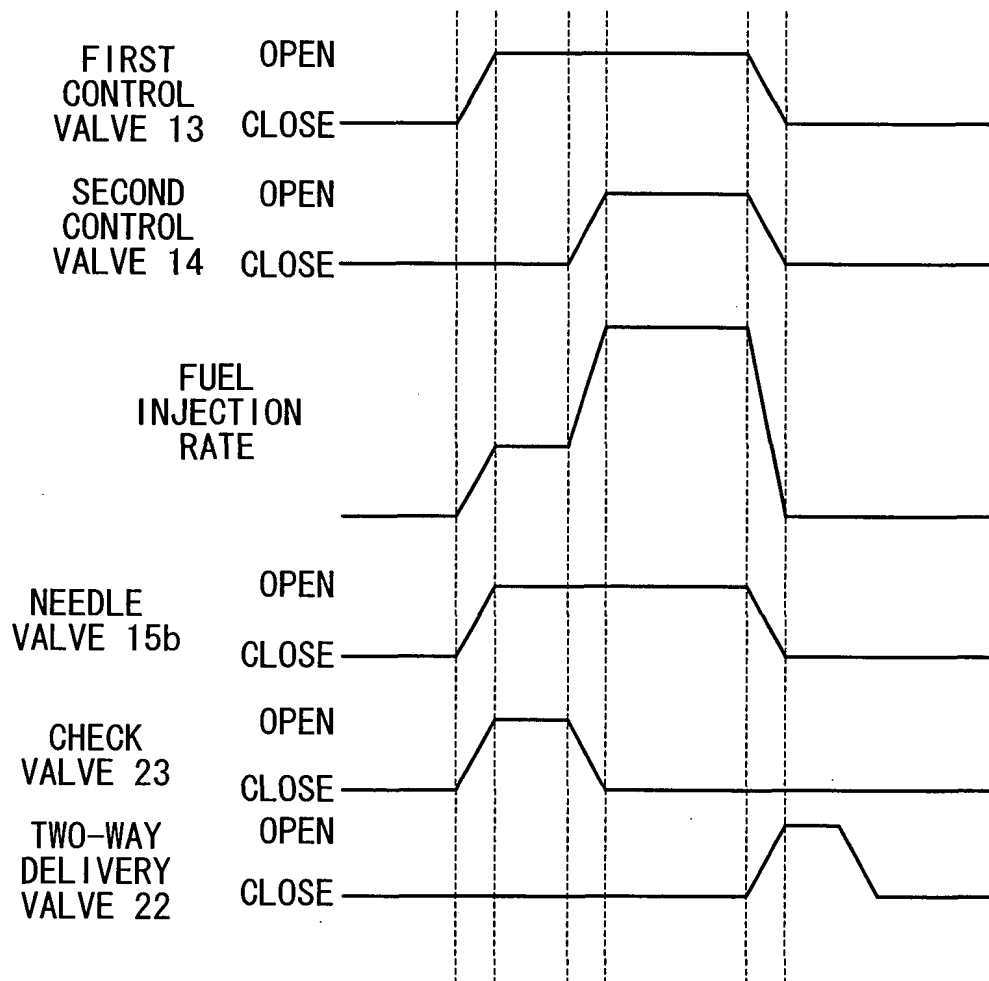 FIRST
CONTROL
VALVE 13
OPEN
CLOSE
SECOND
CONTROL
VALVE 14
OPEN
CLOSE
FUEL
INJECTION
RATE
NEEDLE
VALVE 15b
OPEN
CLOSE
CHECK
VALVE 23
OPEN
CLOSE
TWO-WAY
DELIVERY
VALVE 22
OPEN
CLOSE